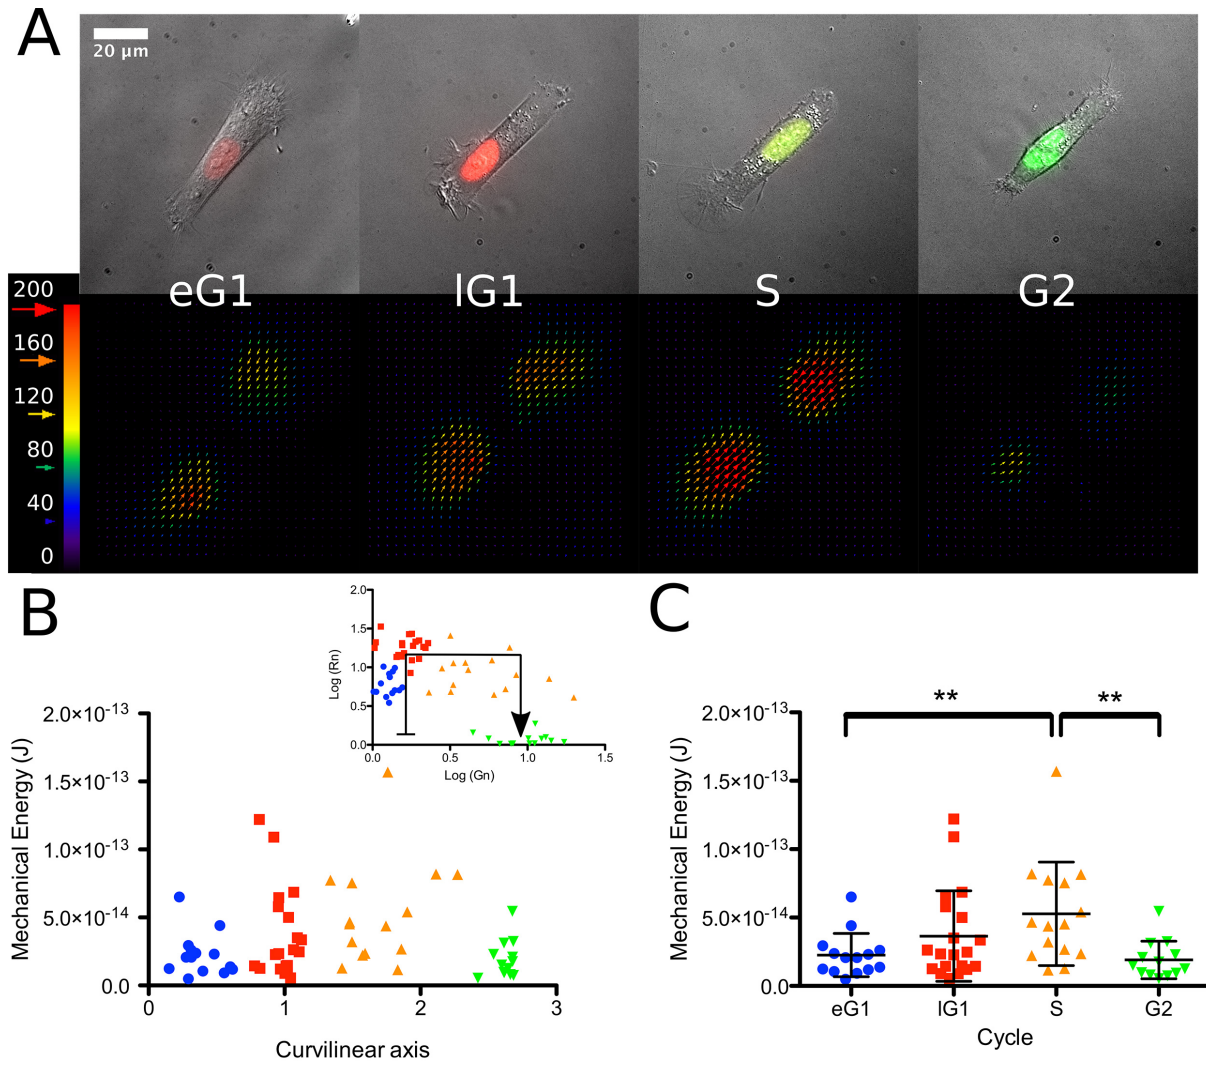 A
20 µm
eG1
lG1
S
G2
200
160
120
80
40
0
B
2.0
1.5
1.0
0.5
0.0
Log (Rn)
0.0 0.5 1.0 1.5
Log (Gn)
Mechanical Energy (J)
2.0×10-13
1.5×10-13
1.0×10-13
5.0×10-14
0.0
0 1 2 3
Curvilinear axis
C
** **
Mechanical Energy (J)
2.0×10-13
1.5×10-13
1.0×10-13
5.0×10-14
0.0
eG1 lG1 S G2
Cycle